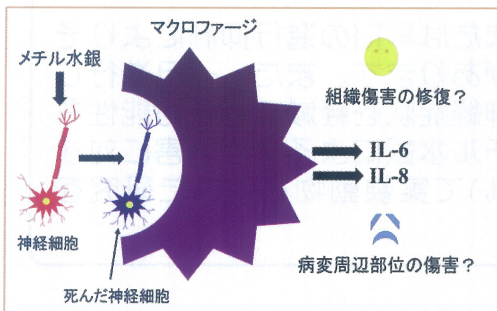 マクロファージ
メチル水銀
組織傷害の修復？
IL-6
IL-8
神経細胞
病変周辺部位の傷害？
死んだ神経細胞